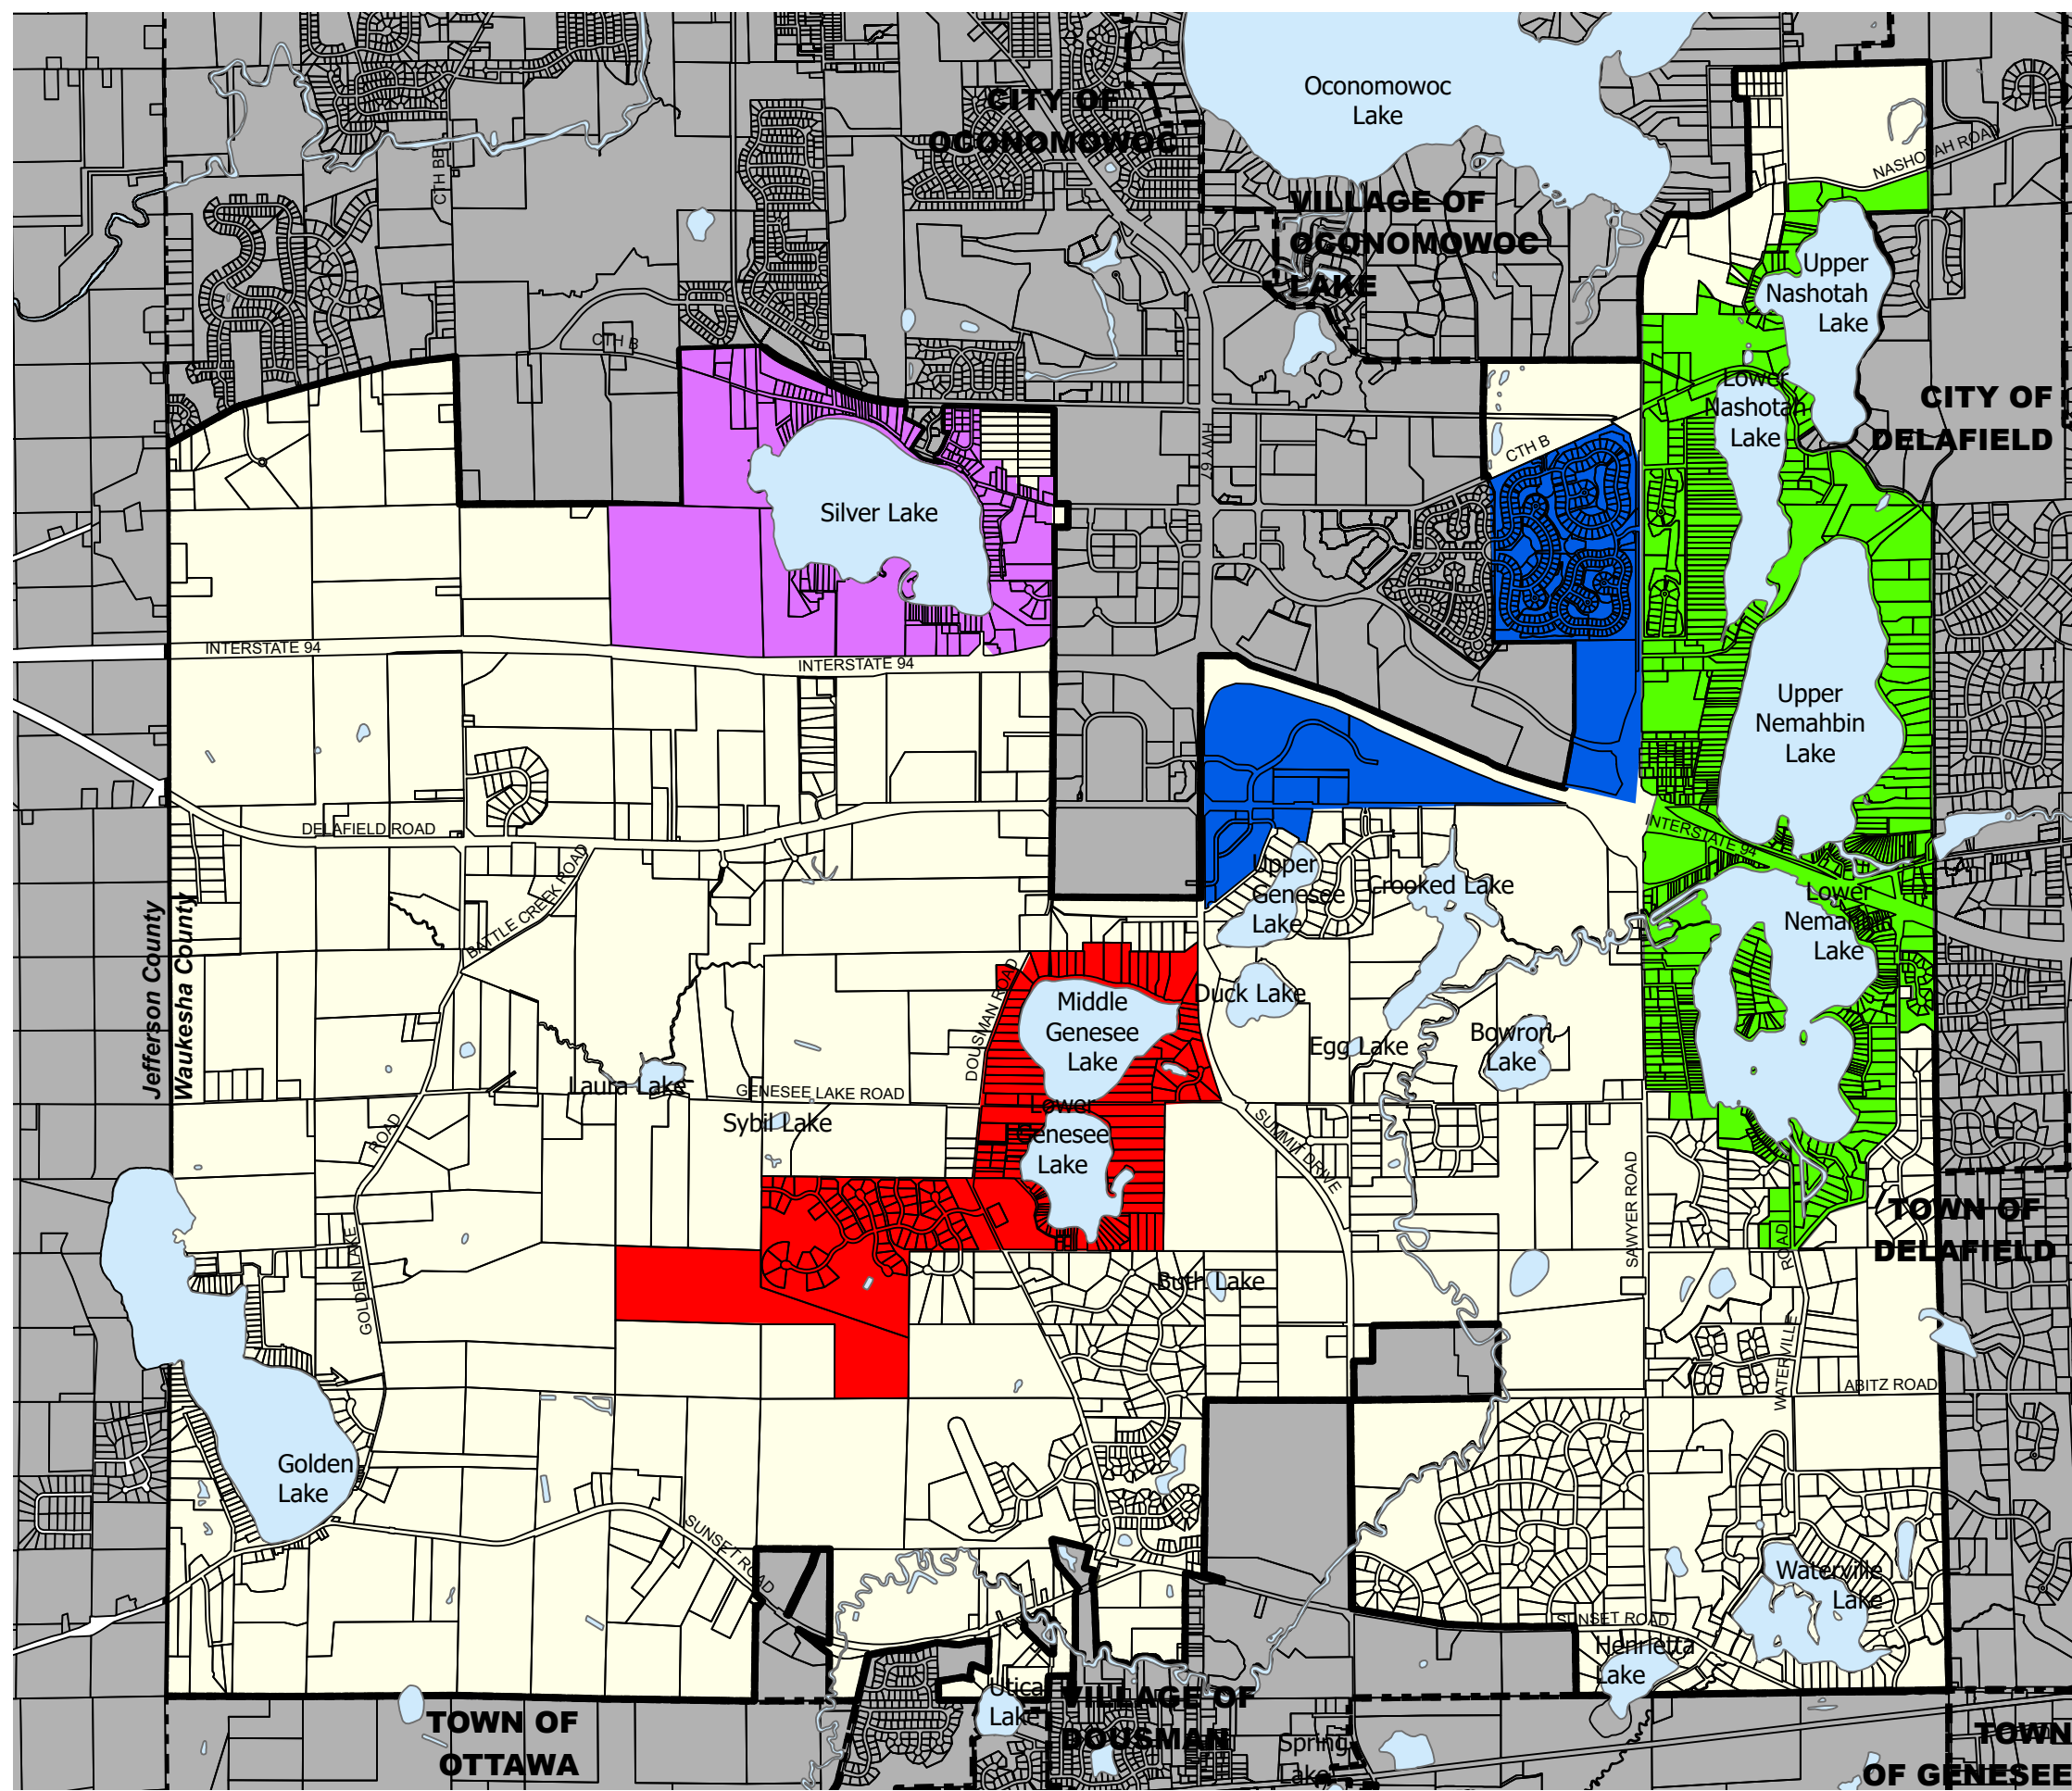 Oconomowoc
Lake
CITY OF
OCONOMOWOC
CTH BB
NASHOTAH ROAD
VILLAGE OF
OCONOMOWOC
LAKE
Upper
Nashotah
Lake
CTH B
Lower
Nashotah
Lake
CITY OF
DELAFIELD
HWY 67
CTH B
Silver Lake
INTERSTATE 94
INTERSTATE 94
Upper
Nemahbin
Lake
DELAFIELD ROAD
INTERSTATE 94
BATTLE CREEK ROAD
Upper
Genesee
Lake
Crooked Lake
Lower
Nemahbin
Lake
Jefferson County
Waukesha County
DOUSMAN ROAD
Middle
Genesee
Lake
Duck Lake
Egg Lake
Bowron
Lake
Laura Lake
GENESEE LAKE ROAD
Sybil Lake
Lower
Genesee
Lake
SUMMIT DRIVE
ROAD
SAWYER ROAD
TOWN OF
DELAFIELD
GOLDEN LAKE
ROAD
Buth Lake
WATERVILLE
ABITZ ROAD
Golden
Lake
SUNSET ROAD
Waterville
Lake
SUNSET ROAD
Henrietta
Lake
Utica
Lake
VILLAGE OF
DOUSMAN
TOWN OF
OTTAWA
Spring
Lake
TOWN
OF GENESEE